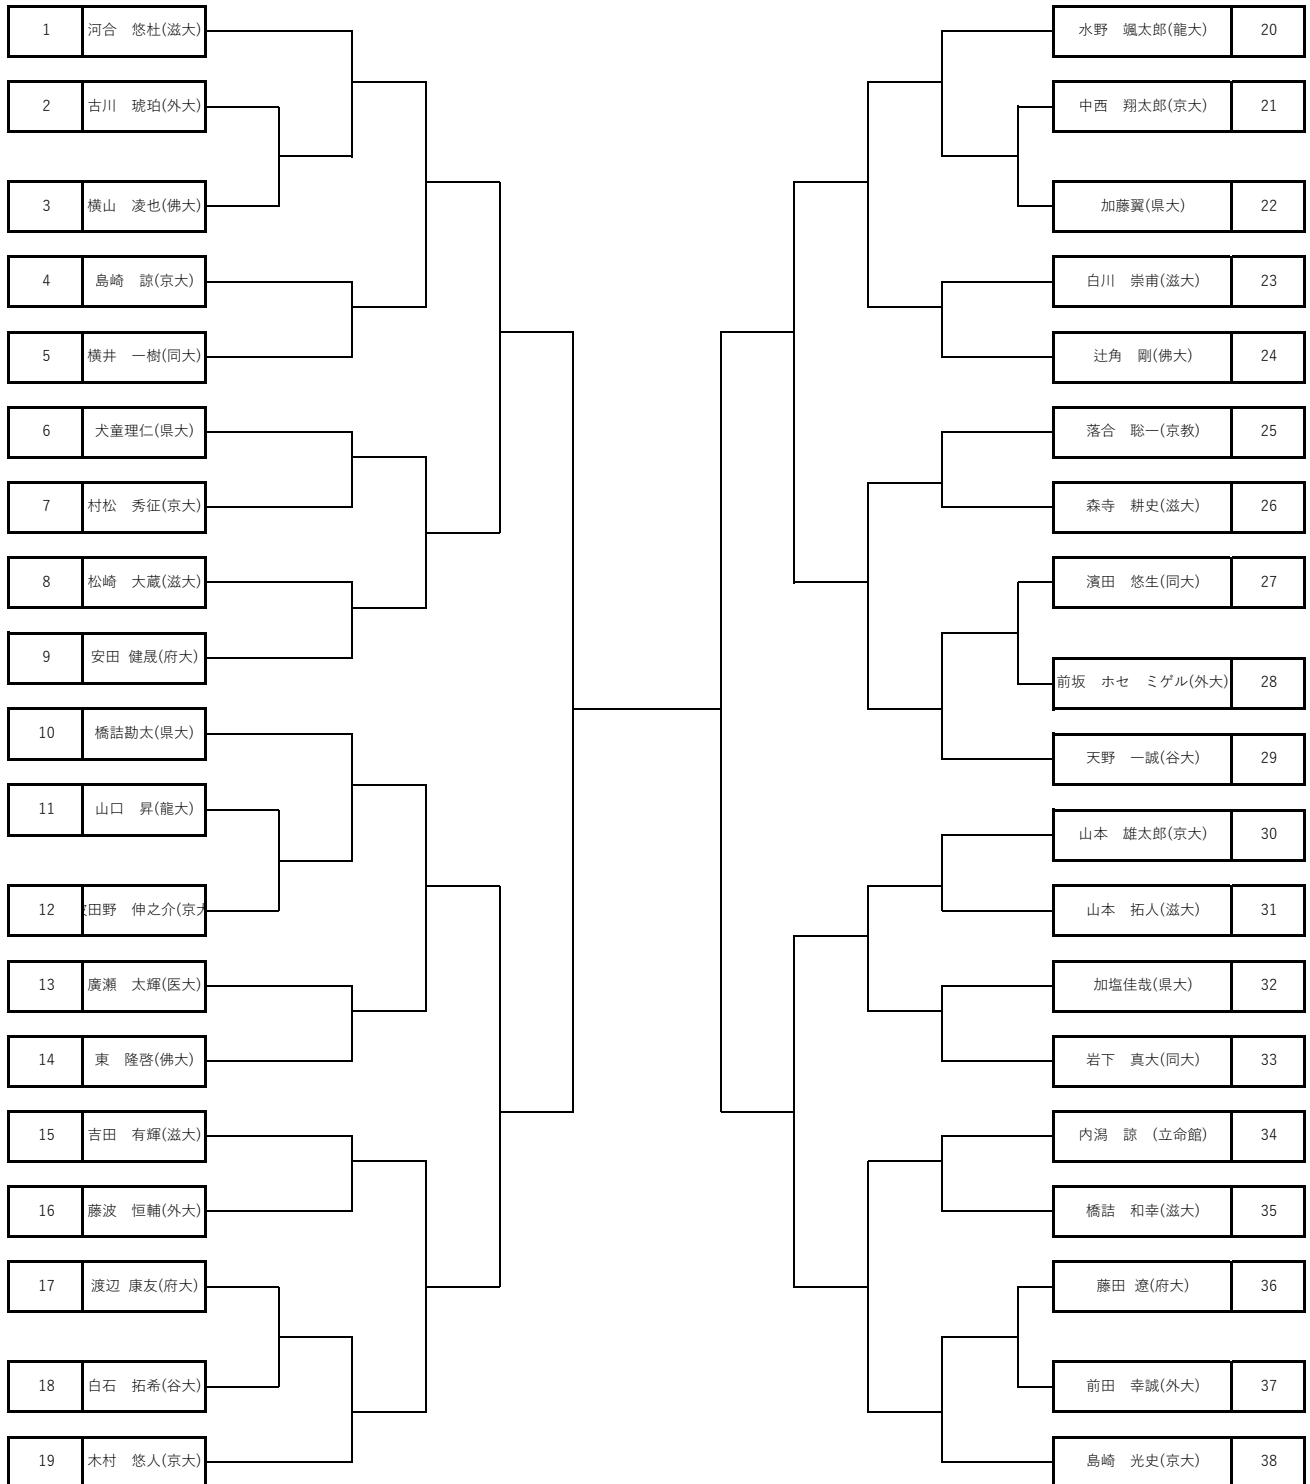 1 河合　悠杜(滋大)
2 古川　琥珀(外大)
3 横山　凌也(佛大)
4 島崎　諒(京大)
5 横井　一樹(同大)
6 犬童理仁(県大)
7 村松　秀征(京大)
8 松崎　大蔵(滋大)
9 安田 健晟(府大)
10 橋詰勘太(県大)
11 山口　昇(龍大)
12 田野　伸之介(京大
13 廣瀬　太輝(医大)
14 東　隆啓(佛大)
15 吉田　有輝(滋大)
16 藤波　恒輔(外大)
17 渡辺 康友(府大)
18 白石　拓希(谷大)
19 木村　悠人(京大)
水野　颯太郎(龍大) 20
中西　翔太郎(京大) 21
加藤翼(県大) 22
白川　崇甫(滋大) 23
辻角　剛(佛大) 24
落合　聡一(京教) 25
森寺　耕史(滋大) 26
濱田　悠生(同大) 27
前坂　ホセ　ミゲル(外大) 28
天野　一誠(谷大) 29
山本　雄太郎(京大) 30
山本　拓人(滋大) 31
加塩佳哉(県大) 32
岩下　真大(同大) 33
内潟　諒　(立命館) 34
橋詰　和幸(滋大) 35
藤田 遼(府大) 36
前田　幸誠(外大) 37
島崎　光史(京大) 38